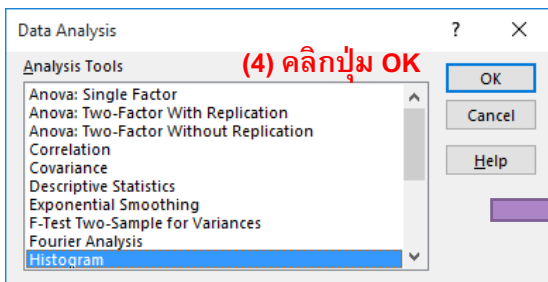 Data Analysis ? ×
Analysis Tools
(4) คลิกปุ่ม OK
Anova: Single Factor
Anova: Two-Factor With Replication
Anova: Two-Factor Without Replication
Correlation
Covariance
Descriptive Statistics
Exponential Smoothing
F-Test Two-Sample for Variances
Fourier Analysis
Histogram
OK
Cancel
Help